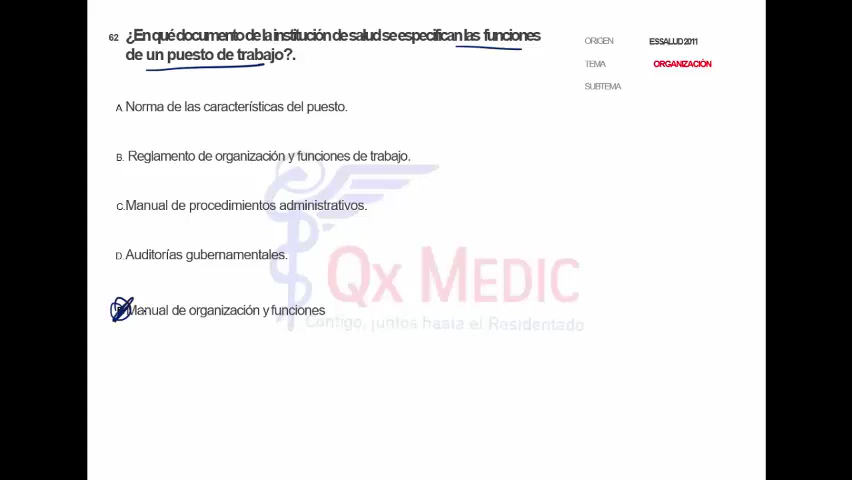 62 ¿En qué documento de la institución de salud se especifican las funciones
de un puesto de trabajo?.
ORIGEN ESSALUD 2011
TEMA ORGANIZACIÓN
SUBTEMA
A. Norma de las características del puesto.
B. Reglamento de organización y funciones de trabajo.
C. Manual de procedimientos administrativos.
D. Auditorías gubernamentales.
Manual de organización y funciones
QX MEDIC
Contigo, juntos hasta el Residentado